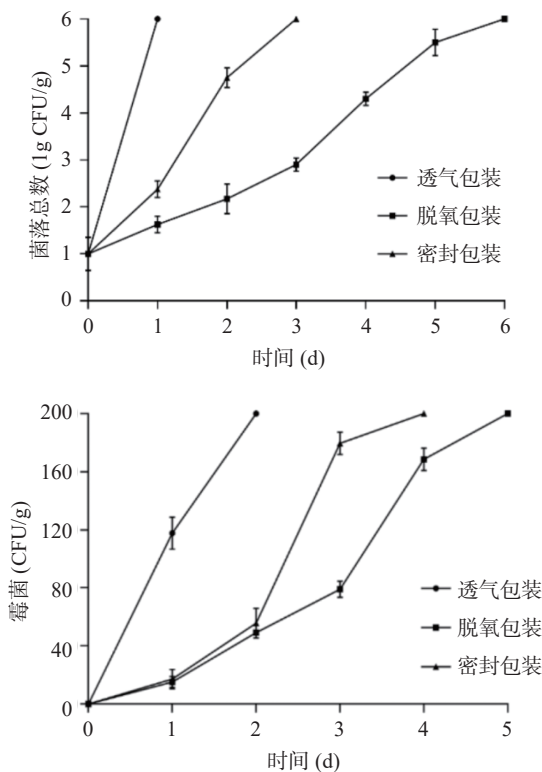 6
5
4
3
2
1
0
菌落总数 (1g CFU/g)
透气包装
脱氧包装
密封包装
0 1 2 3 4 5 6
时间 (d)
200
160
120
80
40
0
霉菌 (CFU/g)
透气包装
脱氧包装
密封包装
0 1 2 3 4 5
时间 (d)